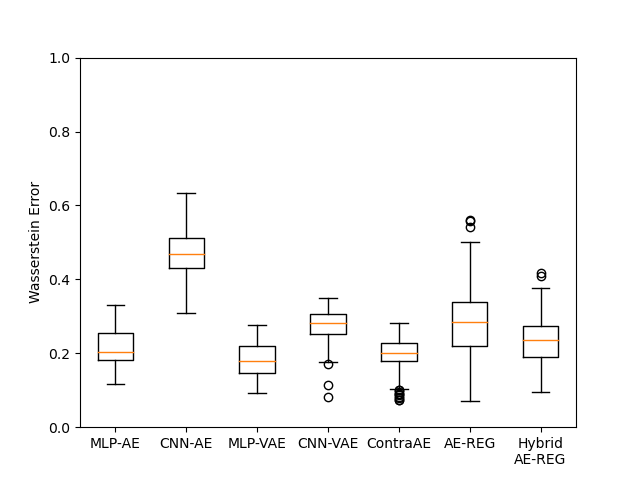 1.0
0.8
0.6
0.4
0.2
0.0
Wasserstein Error
MLP-AE CNN-AE MLP-VAE CNN-VAE ContraAE AE-REG Hybrid
AE-REG